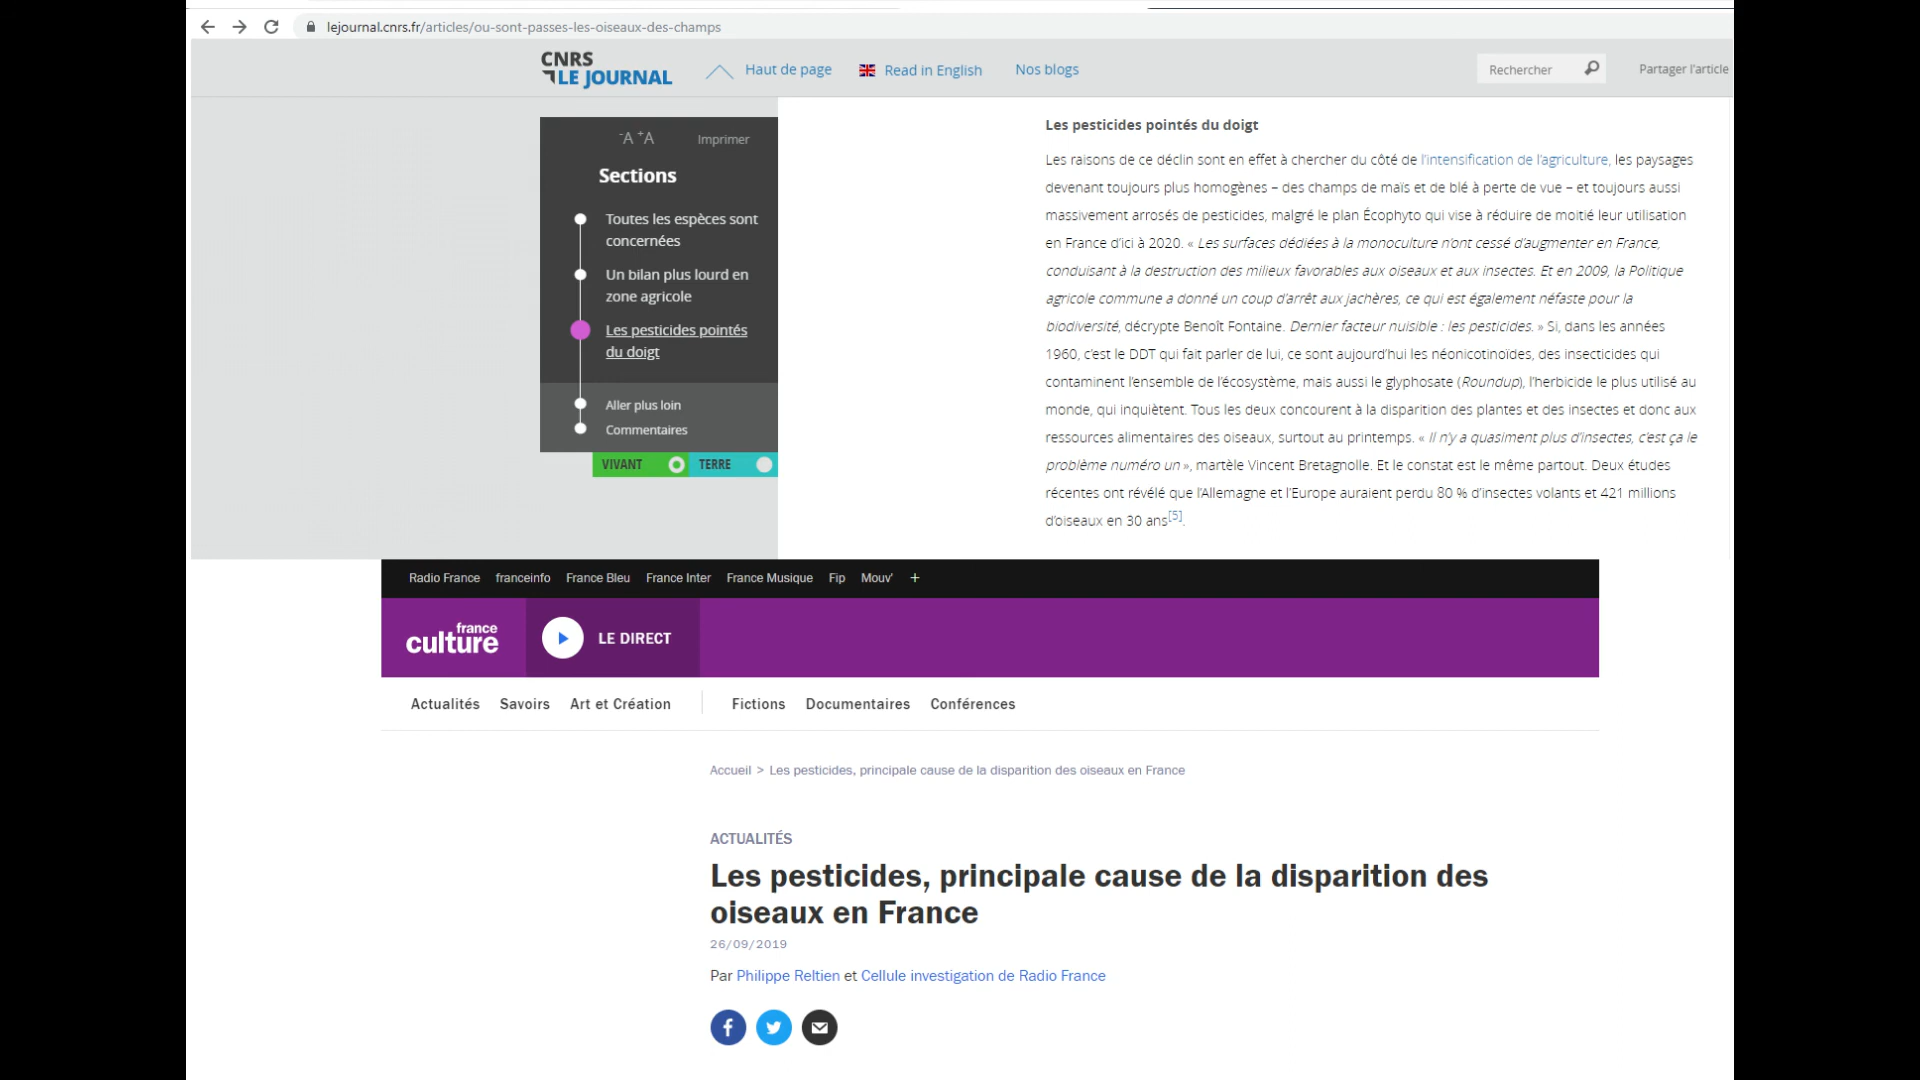 lejournal.cnrs.fr/articles/ou-sont-passes-les-oiseaux-des-champs
CNRS
LE JOURNAL
Haut de page
Read in English
Nos blogs
Rechercher
Partager l'article
-A +A
Imprimer
Sections
Toutes les espèces sont
concernées
Un bilan plus lourd en
zone agricole
Les pesticides pointés
du doigt
Aller plus loin
Commentaires
VIVANT
TERRE
Les pesticides pointés du doigt
Les raisons de ce déclin sont en effet à chercher du côté de l'intensification de l'agriculture, les paysages
devenant toujours plus homogènes – des champs de maïs et de blé à perte de vue – et toujours aussi
massivement arrosés de pesticides, malgré le plan Écophyto qui vise à réduire de moitié leur utilisation
en France d'ici à 2020. « Les surfaces dédiées à la monoculture n'ont cessé d'augmenter en France,
conduisant à la destruction des milieux favorables aux oiseaux et aux insectes. Et en 2009, la Politique
agricole commune a donné un coup d'arrêt aux jachères, ce qui est également néfaste pour la
biodiversité, décrypte Benoît Fontaine. Dernier facteur nuisible : les pesticides. » Si, dans les années
1960, c'est le DDT qui fait parler de lui, ce sont aujourd'hui les néonicotinoïdes, des insecticides qui
contaminent l'ensemble de l'écosystème, mais aussi le glyphosate (Roundup), l'herbicide le plus utilisé au
monde, qui inquiètent. Tous les deux concourent à la disparition des plantes et des insectes et donc aux
ressources alimentaires des oiseaux, surtout au printemps. « Il n'y a quasiment plus d'insectes, c'est ça le
problème numéro un », martèle Vincent Bretagnolle. Et le constat est le même partout. Deux études
récentes ont révélé que l'Allemagne et l'Europe auraient perdu 80 % d'insectes volants et 421 millions
d'oiseaux en 30 ans[5].
Radio France franceinfo France Bleu France Inter France Musique Fip Mouv' +
france
culture
LE DIRECT
Actualités Savoirs Art et Création Fictions Documentaires Conférences
Accueil > Les pesticides, principale cause de la disparition des oiseaux en France
ACTUALITÉS
Les pesticides, principale cause de la disparition des
oiseaux en France
26/09/2019
Par Philippe Reltien et Cellule investigation de Radio France